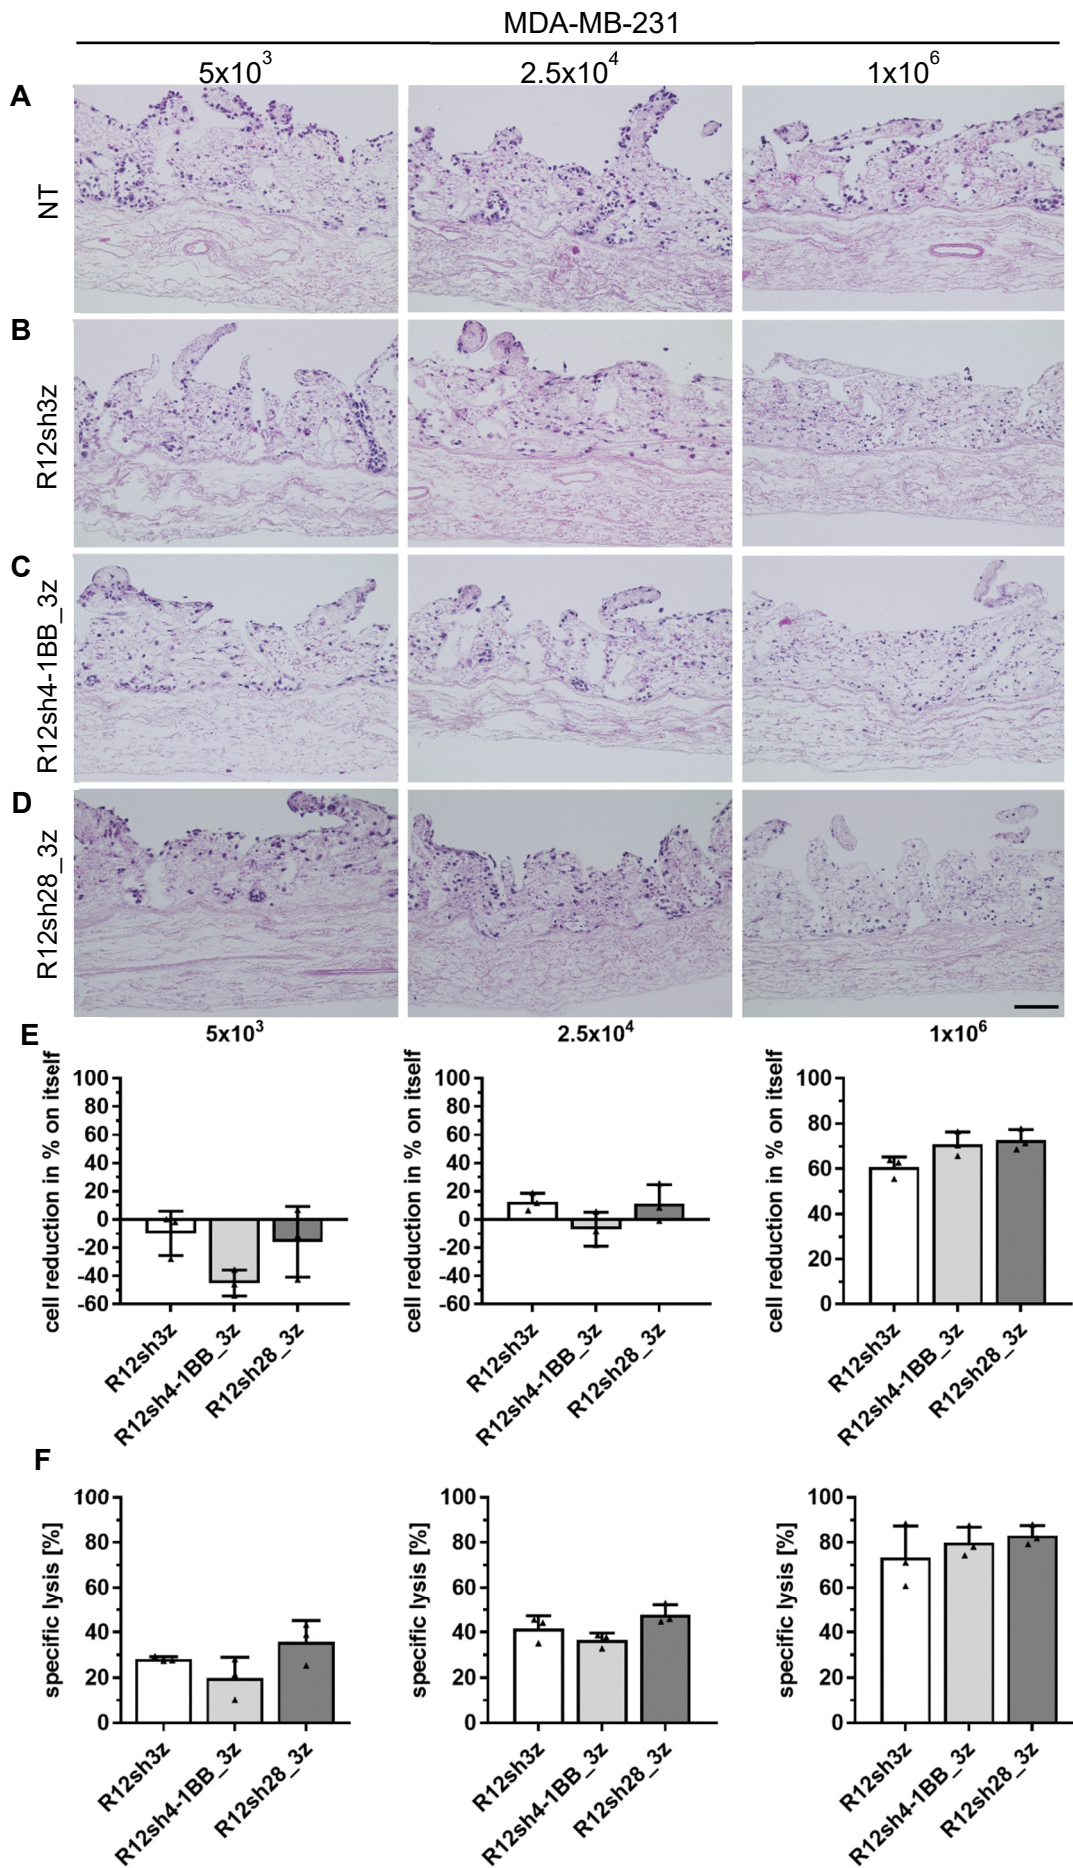 MDA-MB-231
5x10³
2.5x10⁴
1x10⁶
A
NT
B
R12sh3z
C
R12sh4-1BB_3z
D
R12sh28_3z
E
5x10³
2.5x10⁴
1x10⁶
cell reduction in % on itself
100
80
60
40
20
0
-20
-40
-60
R12sh3z
R12sh4-1BB_3z
R12sh28_3z
cell reduction in % on itself
100
80
60
40
20
0
-20
-40
-60
R12sh3z
R12sh4-1BB_3z
R12sh28_3z
cell reduction in % on itself
100
80
60
40
20
0
R12sh3z
R12sh4-1BB_3z
R12sh28_3z
F
specific lysis [%]
100
80
60
40
20
0
R12sh3z
R12sh4-1BB_3z
R12sh28_3z
specific lysis [%]
100
80
60
40
20
0
R12sh3z
R12sh4-1BB_3z
R12sh28_3z
specific lysis [%]
100
80
60
40
20
0
R12sh3z
R12sh4-1BB_3z
R12sh28_3z